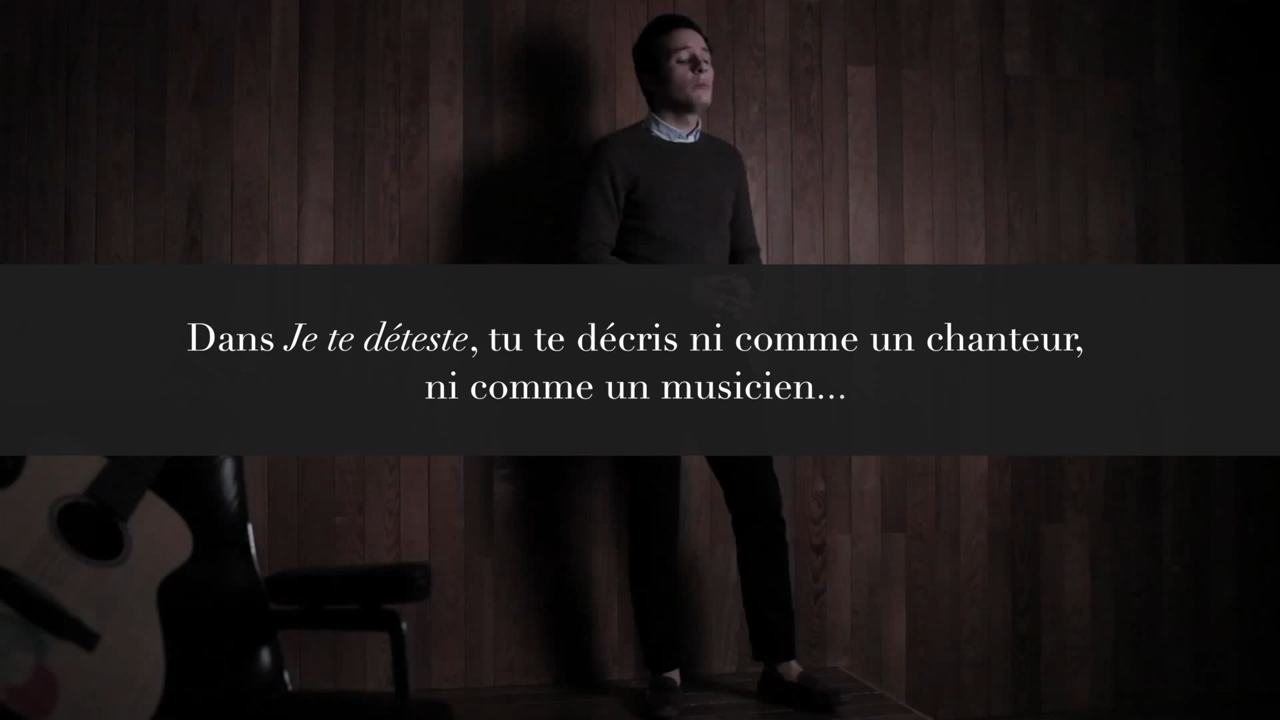 Dans Je te déteste, tu te décris ni comme un chanteur,
ni comme un musicien...